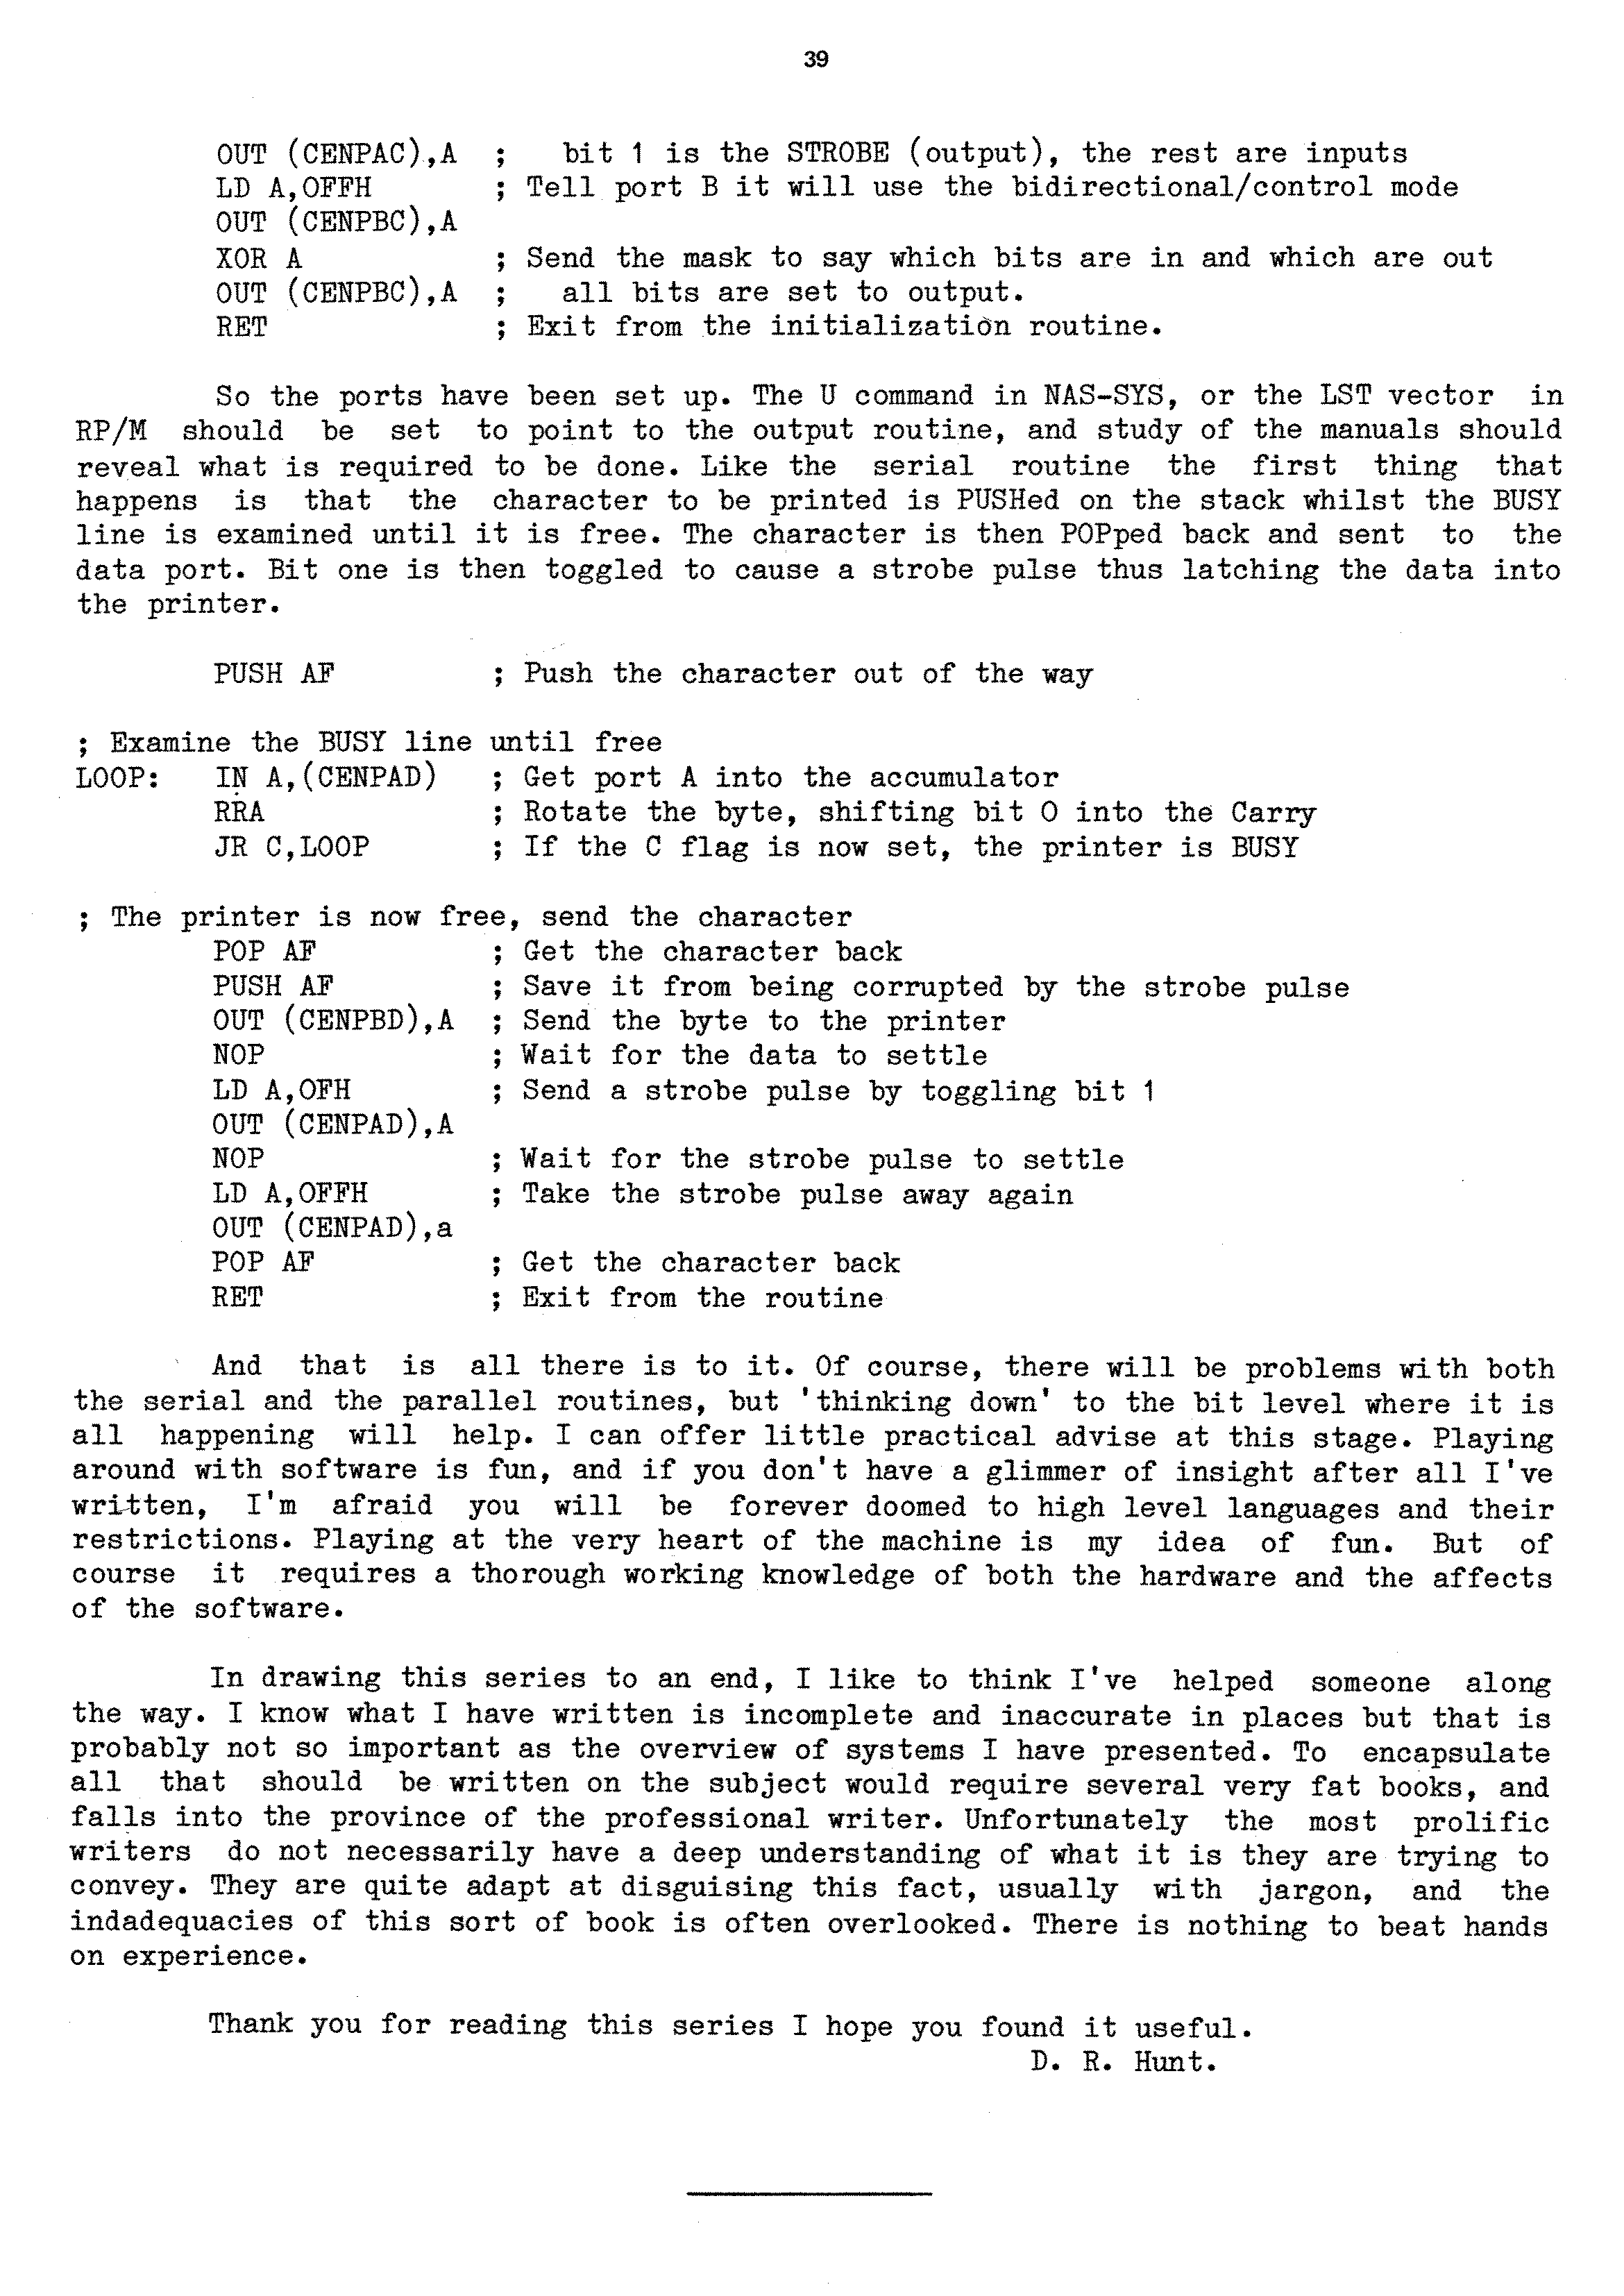 39
OUT (CENPAC),A ; bit 1 is the STROBE (output), the rest are inputs
LD A,0FFH ; Tell port B it will use the bidirectional/control mode
OUT (CENPBC),A
XOR A ; Send the mask to say which bits are in and which are out
OUT (CENPBC),A ; all bits are set to output.
RET ; Exit from the initialization routine.
So the ports have been set up. The U command in NAS-SYS, or the LST vector in
RP/M should be set to point to the output routine, and study of the manuals should
reveal what is required to be done. Like the serial routine the first thing that
happens is that the character to be printed is PUSHed on the stack whilst the BUSY
line is examined until it is free. The character is then POPped back and sent to the
data port. Bit one is then toggled to cause a strobe pulse thus latching the data into
the printer.
PUSH AF ; Push the character out of the way
; Examine the BUSY line until free
LOOP: IN A,(CENPAD) ; Get port A into the accumulator
RRA ; Rotate the byte, shifting bit 0 into the Carry
JR C,LOOP ; If the C flag is now set, the printer is BUSY
; The printer is now free, send the character
POP AF ; Get the character back
PUSH AF ; Save it from being corrupted by the strobe pulse
OUT (CENPBD),A ; Send the byte to the printer
NOP ; Wait for the data to settle
LD A,0FH ; Send a strobe pulse by toggling bit 1
OUT (CENPAD),A
NOP ; Wait for the strobe pulse to settle
LD A,0FFH ; Take the strobe pulse away again
OUT (CENPAD),a
POP AF ; Get the character back
RET ; Exit from the routine
And that is all there is to it. Of course, there will be problems with both
the serial and the parallel routines, but 'thinking down' to the bit level where it is
all happening will help. I can offer little practical advise at this stage. Playing
around with software is fun, and if you don't have a glimmer of insight after all I've
written, I'm afraid you will be forever doomed to high level languages and their
restrictions. Playing at the very heart of the machine is my idea of fun. But of
course it requires a thorough working knowledge of both the hardware and the affects
of the software.
In drawing this series to an end, I like to think I've helped someone along
the way. I know what I have written is incomplete and inaccurate in places but that is
probably not so important as the overview of systems I have presented. To encapsulate
all that should be written on the subject would require several very fat books, and
falls into the province of the professional writer. Unfortunately the most prolific
writers do not necessarily have a deep understanding of what it is they are trying to
convey. They are quite adapt at disguising this fact, usually with jargon, and the
indadequacies of this sort of book is often overlooked. There is nothing to beat hands
on experience.
Thank you for reading this series I hope you found it useful.
D. R. Hunt.